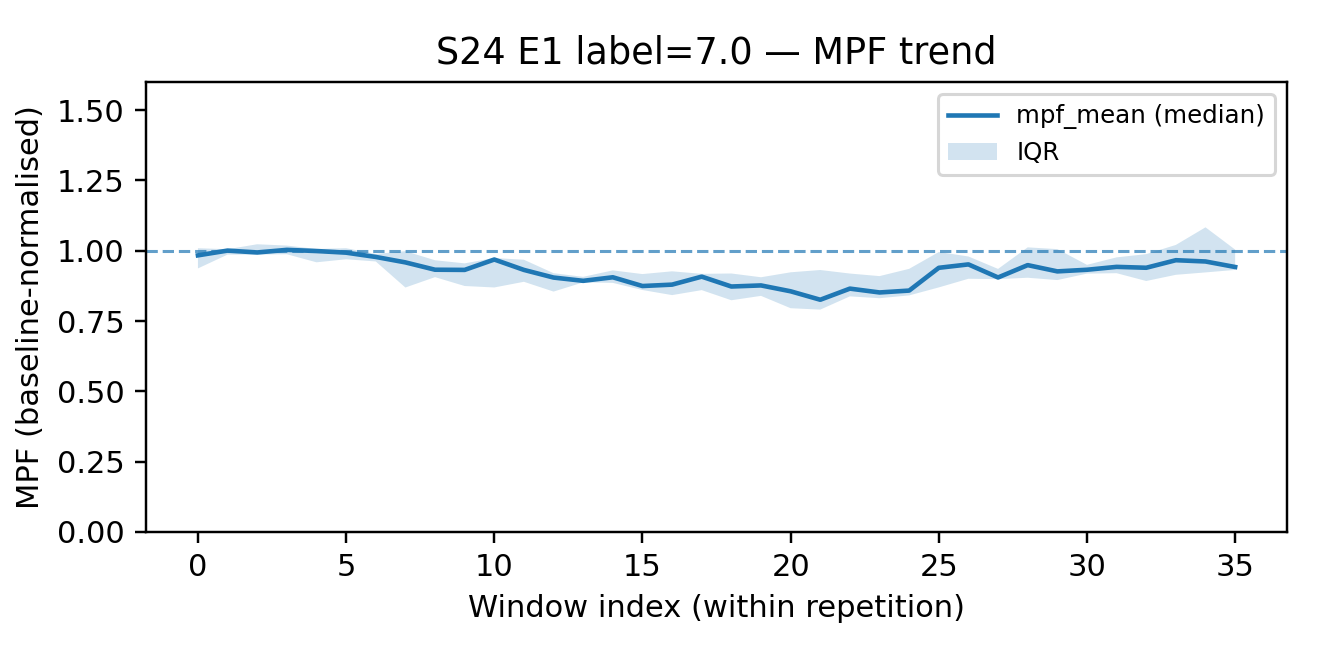 S24 E1 label=7.0 — MPF trend
MPF (baseline-normalised)
1.50
1.25
1.00
0.75
0.50
0.25
0.00
mpf_mean (median)
IQR
0 5 10 15 20 25 30 35
Window index (within repetition)